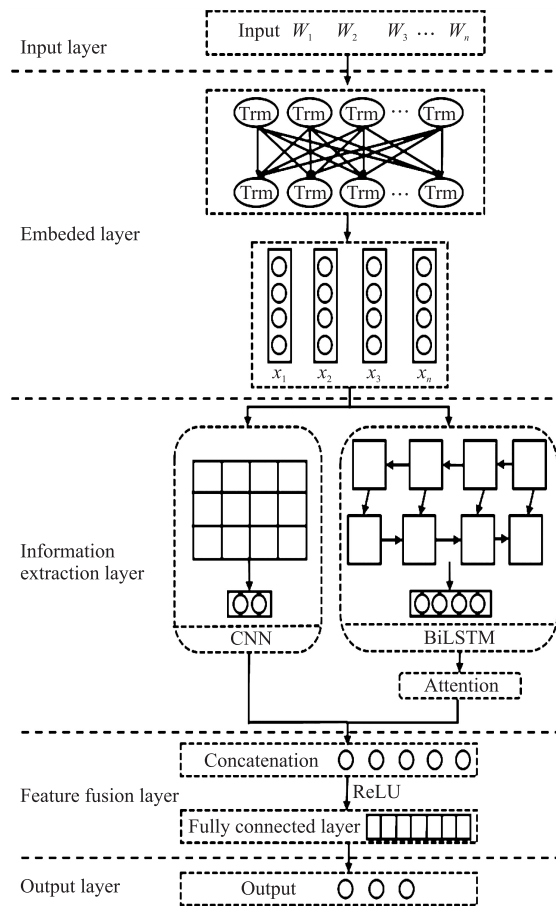 Input layer
Input W1 W2 W3 … Wn
Trm Trm Trm … Trm
Trm Trm Trm … Trm
Embeded layer
x1 x2 x3 xn
Information
extraction layer
CNN
BiLSTM
Attention
Feature fusion layer
Concatenation
ReLU
Fully connected layer
Output layer
Output